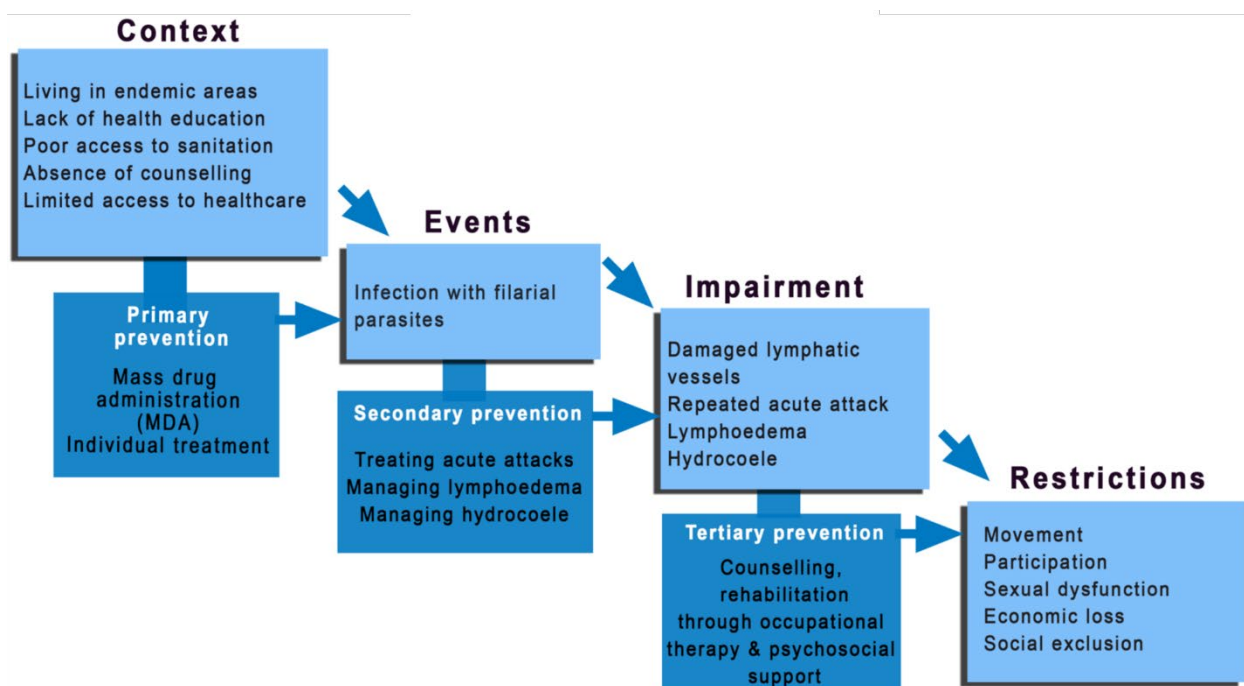 Context
Living in endemic areas
Lack of health education
Poor access to sanitation
Absence of counselling
Limited access to healthcare
Primary
prevention
Mass drug
administration
(MDA)
Individual treatment
Events
Infection with filarial
parasites
Secondary prevention
Treating acute attacks
Managing lymphoedema
Managing hydrocoele
Impairment
Damaged lymphatic
vessels
Repeated acute attack
Lymphoedema
Hydrocoele
Tertiary prevention
Counselling,
rehabilitation
through occupational
therapy & psychosocial
support
Restrictions
Movement
Participation
Sexual dysfunction
Economic loss
Social exclusion